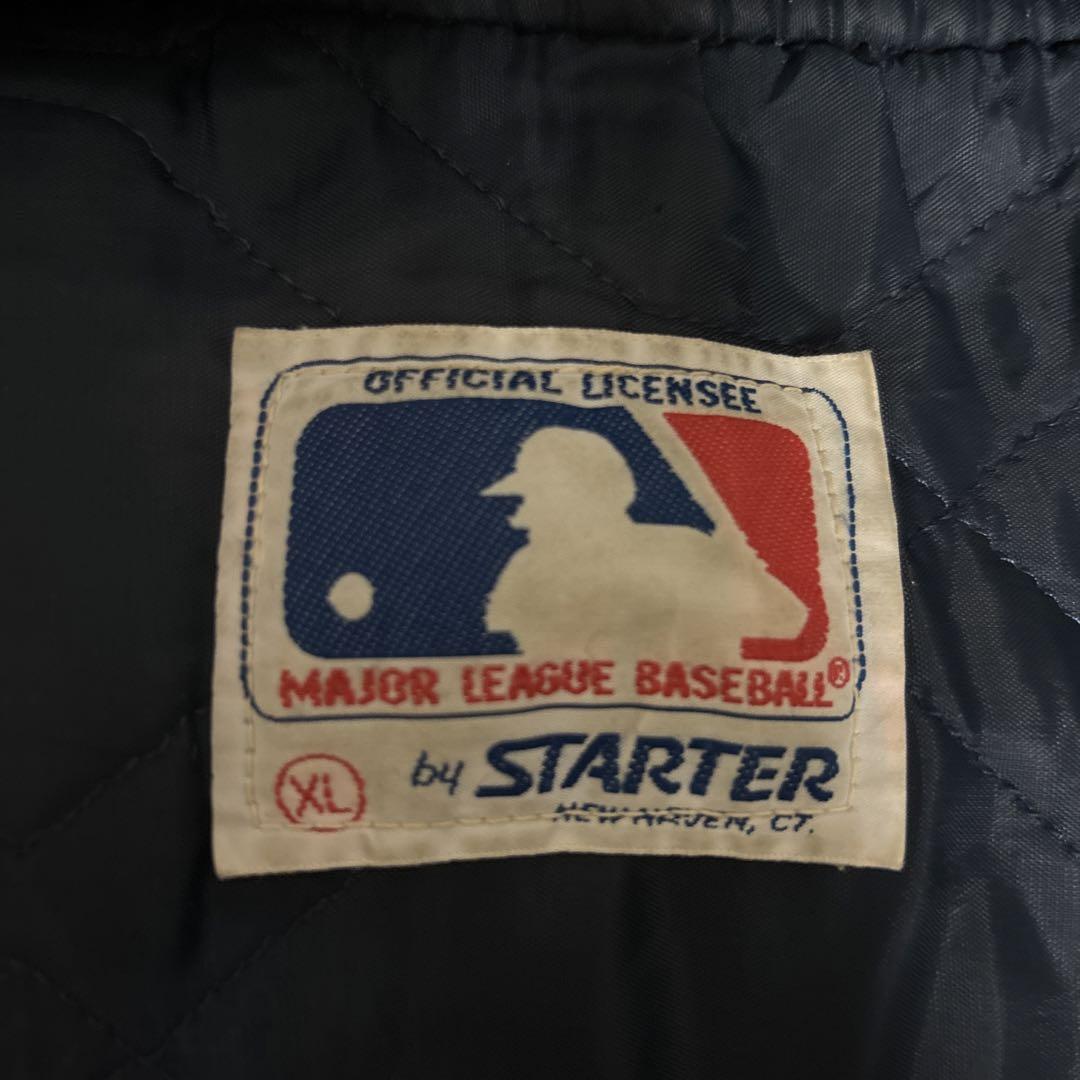 OFFICIAL LICENSEE
MAJOR LEAGUE BASEBALL®
XL
by STARTER
NEW HAVEN, CT.